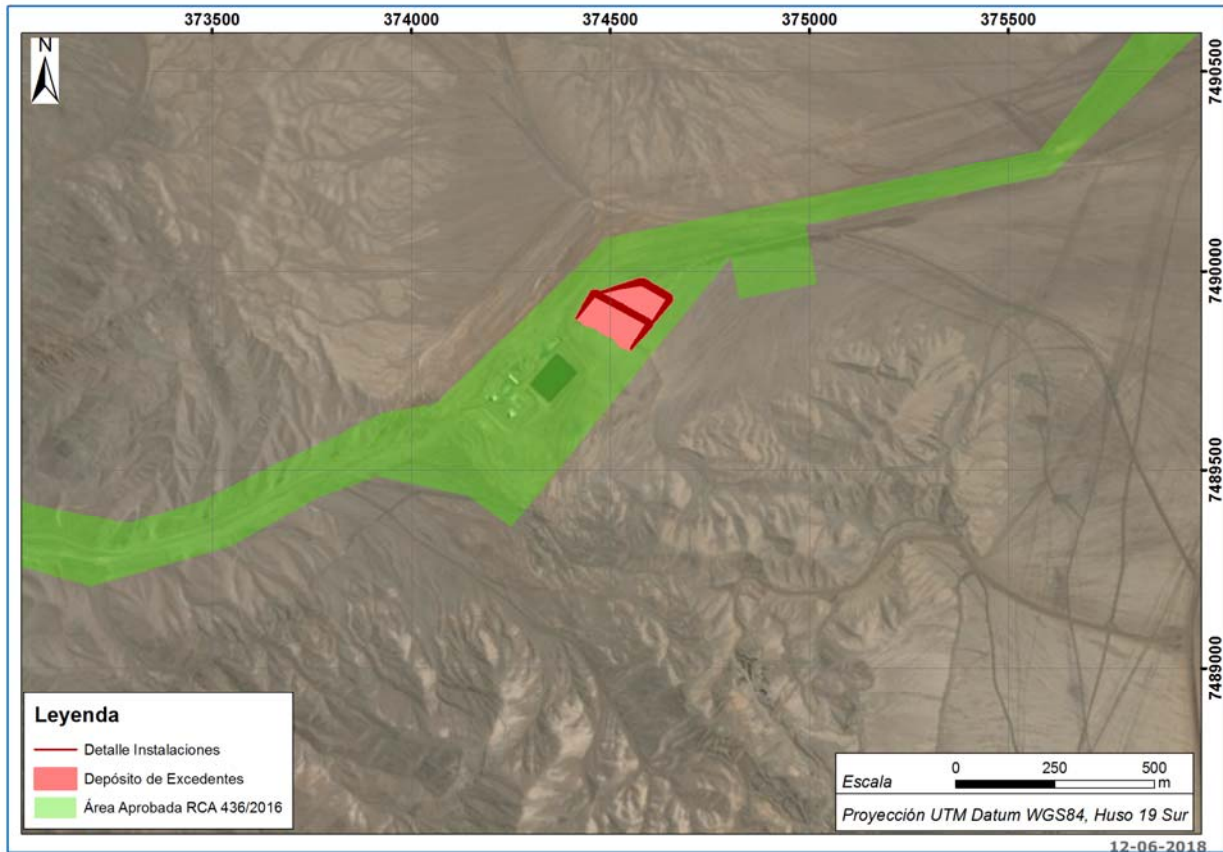 373500 374000 374500 375000 375500
N
7490500
7490000
7489500
7489000
Leyenda
Detalle Instalaciones
Depósito de Excedentes
Área Aprobada RCA 436/2016
Escala 0 250 500
m
Proyección UTM Datum WGS84, Huso 19 Sur
12-06-2018